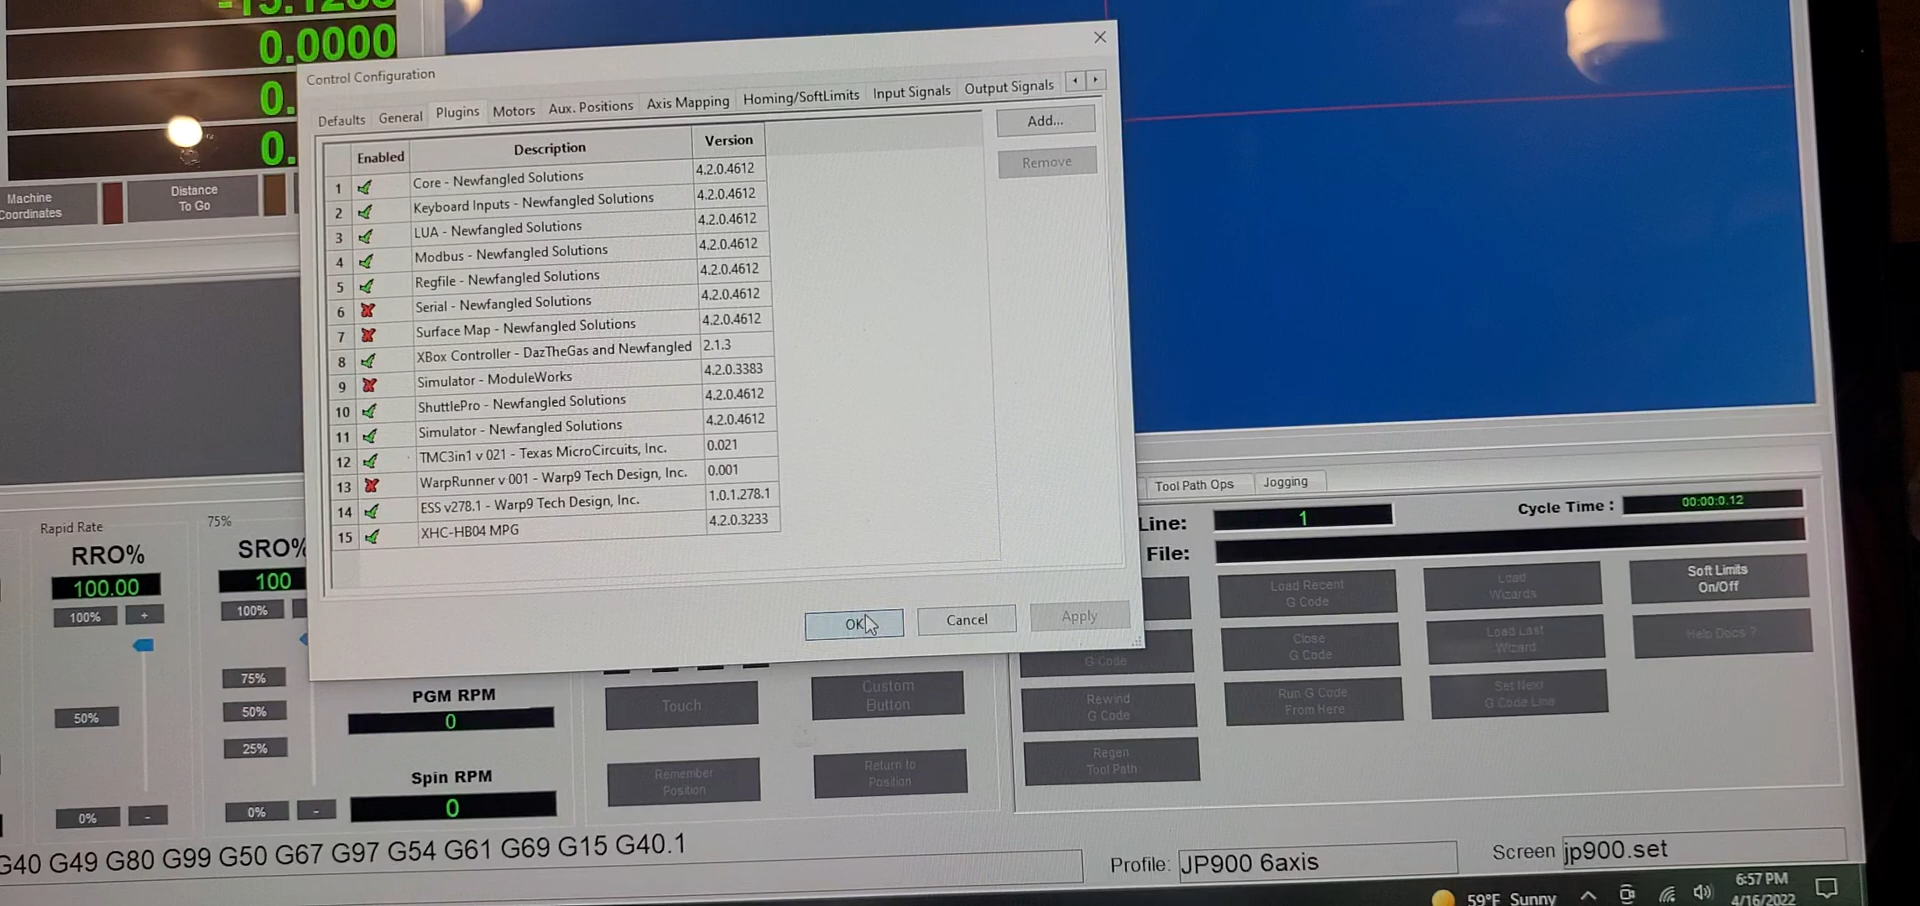 -15.1
0.0000
0.
0.
Machine
Coordinates
Distance
To Go
Control Configuration
Defaults General Plugins Motors Aux. Positions Axis Mapping Homing/SoftLimits Input Signals Output Signals
Enabled Description Version
1 Core - Newfangled Solutions 4.2.0.4612
2 Keyboard Inputs - Newfangled Solutions 4.2.0.4612
3 LUA - Newfangled Solutions 4.2.0.4612
4 Modbus - Newfangled Solutions 4.2.0.4612
5 Regfile - Newfangled Solutions 4.2.0.4612
6 Serial - Newfangled Solutions 4.2.0.4612
7 Surface Map - Newfangled Solutions 4.2.0.4612
8 XBox Controller - DazTheGas and Newfangled 2.1.3
9 Simulator - ModuleWorks 4.2.0.3383
10 ShuttlePro - Newfangled Solutions 4.2.0.4612
11 Simulator - Newfangled Solutions 4.2.0.4612
12 TMC3in1 v 021 - Texas MicroCircuits, Inc. 0.021
13 WarpRunner v 001 - Warp9 Tech Design, Inc. 0.001
14 ESS v278.1 - Warp9 Tech Design, Inc. 1.0.1.278.1
15 XHC-HB04 MPG 4.2.0.3233
Add...
Remove
OK Cancel Apply
Rapid Rate
RRO%
100.00
100% +
50%
0% -
75%
SRO%
100
100%
75%
50%
25%
0% -
PGM RPM
0
Spin RPM
0
Touch
Custom
Button
Remember
Position
Return to
Position
Tool Path Ops Jogging
Line: 1
Cycle Time : 00:00:0.12
File:
Load Recent
G Code
Load
Wizards
Soft Limits
On/Off
G Code
Close
G Code
Load Last
Wizard
Help Docs ?
Rewind
G Code
Run G Code
From Here
Set Next
G Code Line
Regen
Tool Path
G40 G49 G80 G99 G50 G67 G97 G54 G61 G69 G15 G40.1
Profile: JP900 6axis
Screen jp900.set
59°F Sunny
6:57 PM
4/16/2022